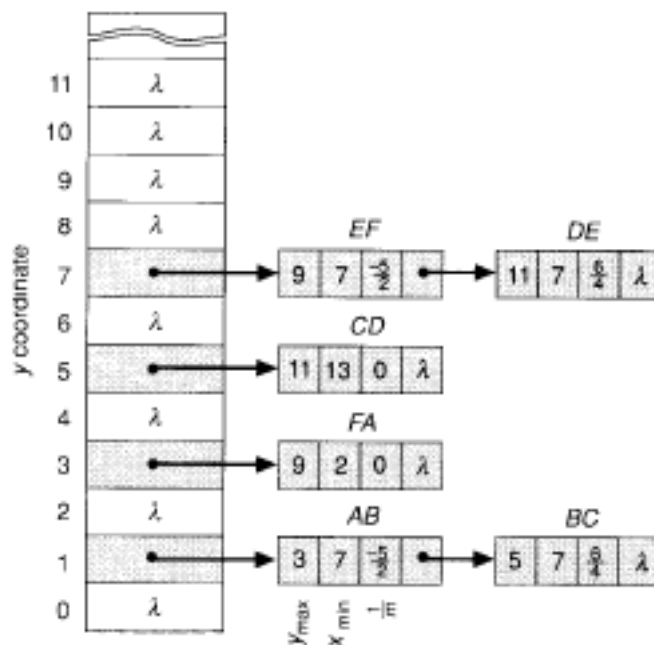 11 λ
10 λ
9 λ
8 λ
EF DE
7 9 7 -5/2 11 7 6/4 λ
6 λ
CD
5 11 13 0 λ
4 λ
FA
3 9 2 0 λ
2 λ
AB BC
1 3 7 -5/2 5 7 6/4 λ
0 λ
y coordinate
ymax
xmin
1/m